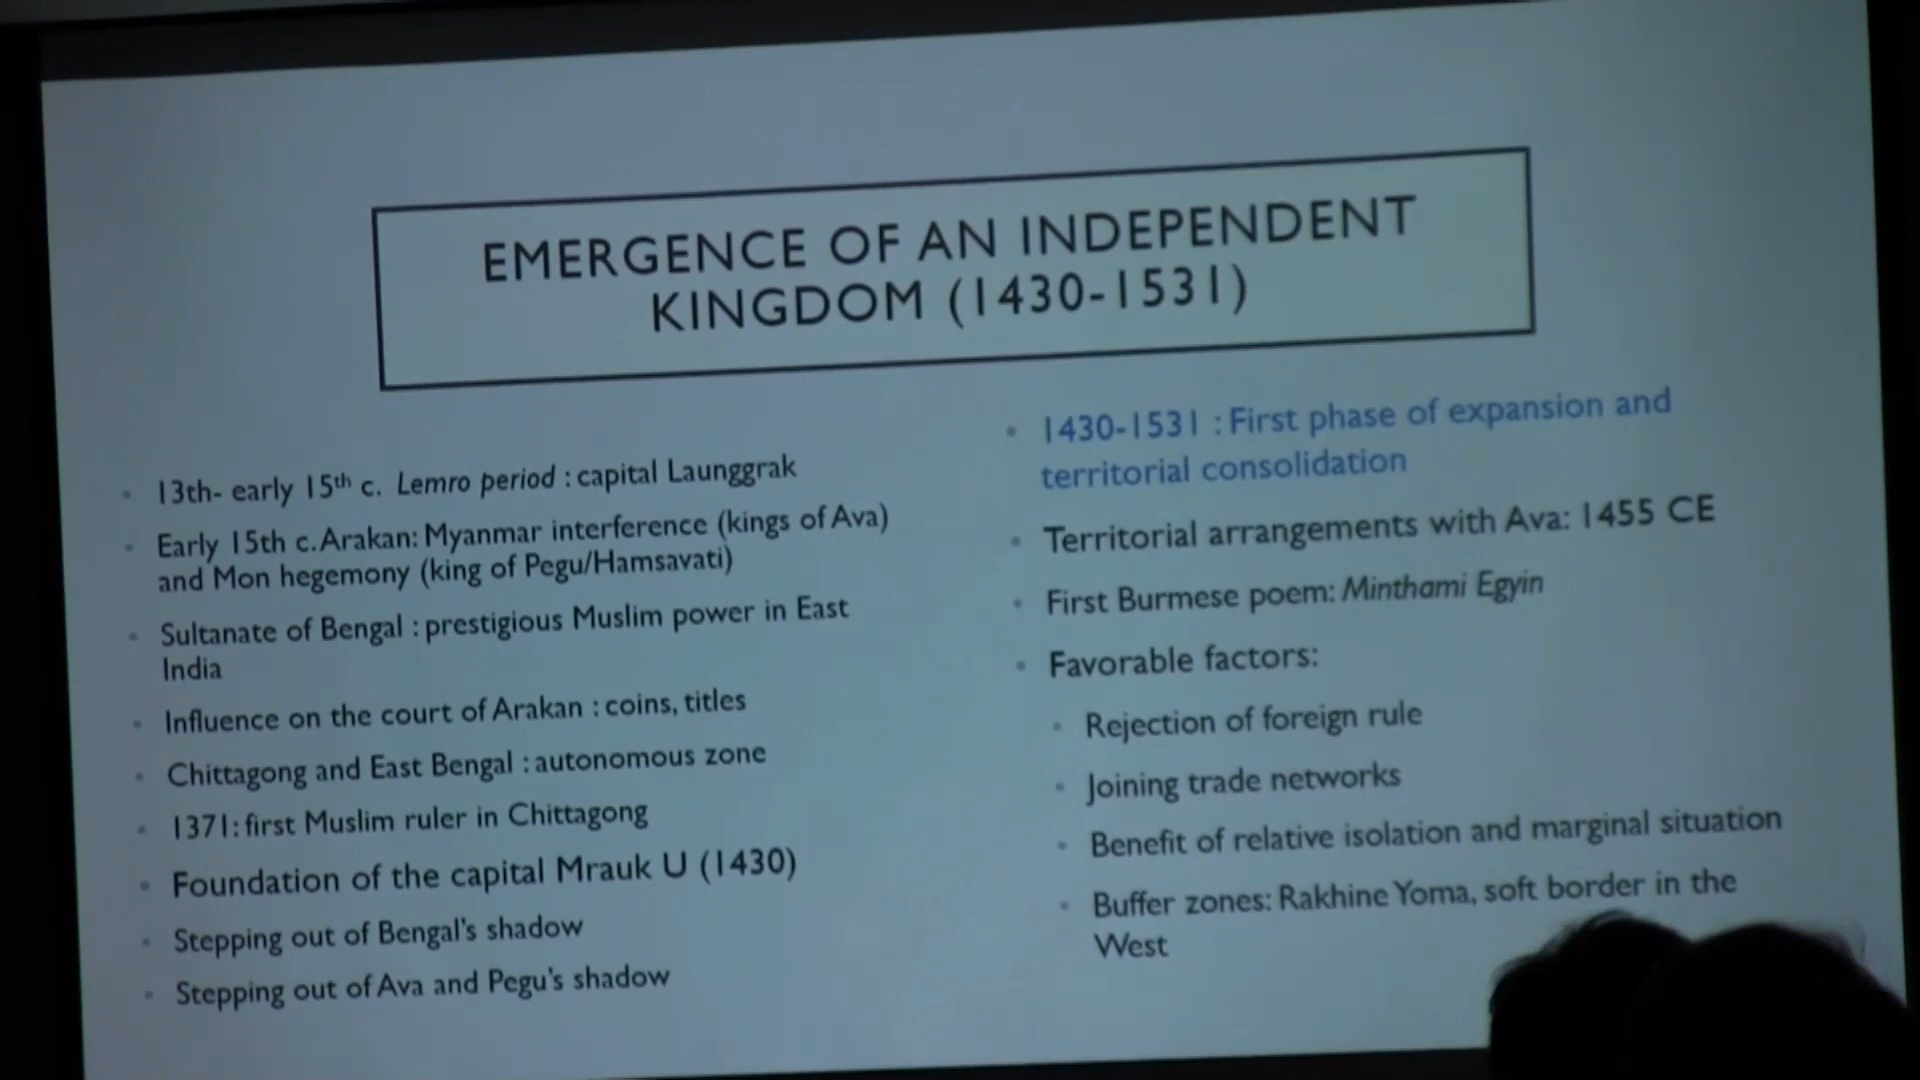 EMERGENCE OF AN INDEPENDENT
KINGDOM (1430-1531)
13th- early 15th c. Lemro period : capital Launggrak
Early 15th c. Arakan: Myanmar interference (kings of Ava)
and Mon hegemony (king of Pegu/Hamsavati)
Sultanate of Bengal : prestigious Muslim power in East
India
Influence on the court of Arakan : coins, titles
Chittagong and East Bengal : autonomous zone
1371: first Muslim ruler in Chittagong
Foundation of the capital Mrauk U (1430)
Stepping out of Bengal's shadow
Stepping out of Ava and Pegu's shadow
1430-1531 : First phase of expansion and
territorial consolidation
Territorial arrangements with Ava: 1455 CE
First Burmese poem: Minthami Egyin
Favorable factors:
Rejection of foreign rule
Joining trade networks
Benefit of relative isolation and marginal situation
Buffer zones: Rakhine Yoma, soft border in the
West